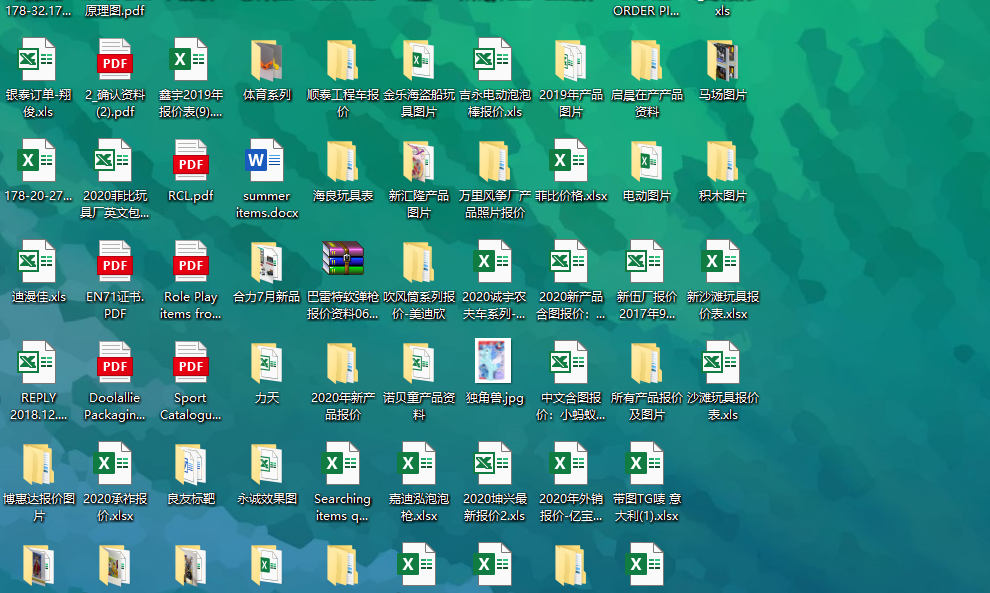 178-32.17...
原理图.pdf
ORDER PI...
xls
银泰订单-翔
俊.xls
PDF
2_确认资料
(2).pdf
鑫宇2019年
报价表(9)....
体育系列
顺泰工程车报
价
金乐海盗船玩
具图片
吉永电动泡泡
棒报价.xls
2019年产品
图片
启晨在产产品
资料
马场图片
178-20-27...
2020菲比玩
具厂英文包...
PDF
RCL.pdf
summer
items.docx
海良玩具表
新汇隆产品
图片
万里风筝厂产
品照片报价
菲比价格.xlsx
电动图片
积木图片
迪漫佳.xls
PDF
EN71证书.
PDF
PDF
Role Play
items fro...
合力7月新品
巴雷特软弹枪
报价资料06...
吹风筒系列报
价-美迪欣
2020诚宇农
夫车系列-...
2020新产品
含图报价：...
新伍厂报价
2017年9...
新沙滩玩具报
价表.xlsx
REPLY
2018.12....
PDF
Doolallie
Packagin...
PDF
Sport
Catalogu...
力天
2020年新产
品报价
诺贝童产品资
料
独角兽.jpg
中文含图报
价：小蚂蚁...
所有产品报价
及图片
沙滩玩具报价
表.xls
博惠达报价图
片
2020承祚报
价.xlsx
良友标靶
永诚效果图
Searching
items q...
嘉迪泓泡泡
枪.xlsx
2020坤兴最
新报价2.xls
2020年外销
报价-亿宝...
带图TG唛 意
大利(1).xlsx